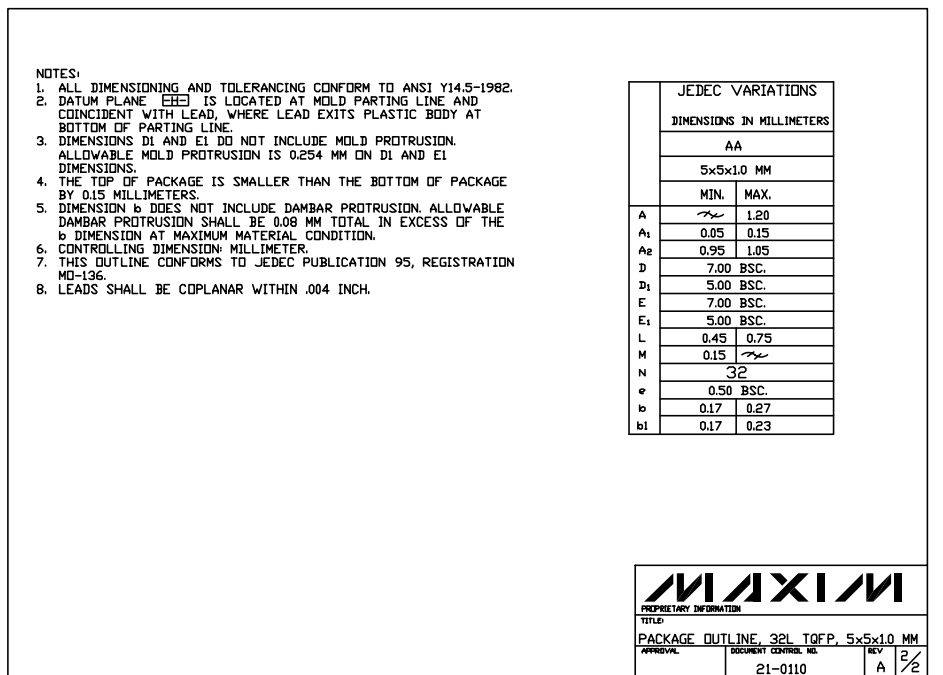 NOTES:
1. ALL DIMENSIONING AND TOLERANCING CONFORM TO ANSI Y14.5-1982.
2. DATUM PLANE -H- IS LOCATED AT MOLD PARTING LINE AND
COINCIDENT WITH LEAD, WHERE LEAD EXITS PLASTIC BODY AT
BOTTOM OF PARTING LINE.
3. DIMENSIONS D1 AND E1 DO NOT INCLUDE MOLD PROTRUSION.
ALLOWABLE MOLD PROTRUSION IS 0.254 MM ON D1 AND E1
DIMENSIONS.
4. THE TOP OF PACKAGE IS SMALLER THAN THE BOTTOM OF PACKAGE
BY 0.15 MILLIMETERS.
5. DIMENSION b DOES NOT INCLUDE DAMBAR PROTRUSION. ALLOWABLE
DAMBAR PROTRUSION SHALL BE 0.08 MM TOTAL IN EXCESS OF THE
b DIMENSION AT MAXIMUM MATERIAL CONDITION.
6. CONTROLLING DIMENSION: MILLIMETER.
7. THIS OUTLINE CONFORMS TO JEDEC PUBLICATION 95, REGISTRATION
MO-136.
8. LEADS SHALL BE COPLANAR WITHIN .004 INCH.
JEDEC VARIATIONS
DIMENSIONS IN MILLIMETERS
AA
5x5x1.0 MM
MIN. MAX.
A 1.20
A1 0.05 0.15
A2 0.95 1.05
D 7.00 BSC.
D1 5.00 BSC.
E 7.00 BSC.
E1 5.00 BSC.
L 0.45 0.75
M 0.15
N 32
e 0.50 BSC.
b 0.17 0.27
b1 0.17 0.23
MAXIM
PROPRIETARY INFORMATION
TITLE:
PACKAGE OUTLINE, 32L TQFP, 5x5x1.0 MM
APPROVAL DOCUMENT CONTROL NO. REV
21-0110 A 2/2